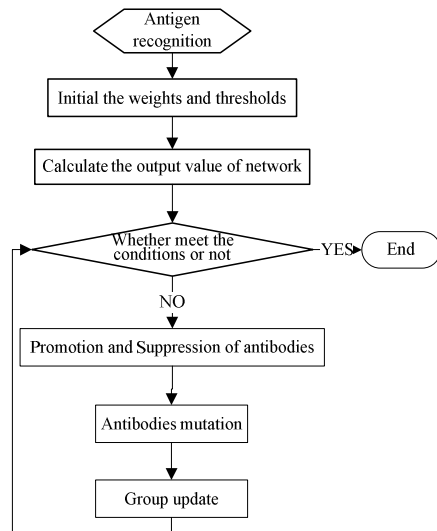 Antigen
recognition
Initial the weights and thresholds
Calculate the output value of network
Whether meet the
conditions or not
YES
End
NO
Promotion and Suppression of antibodies
Antibodies mutation
Group update